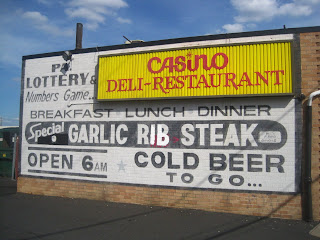 CASINO
DELI-RESTAURANT
LOTTERY &
Numbers Game...
BREAKFAST LUNCH DINNER
Special GARLIC RIB STEAK
OPEN 6AM COLD BEER
TO GO...